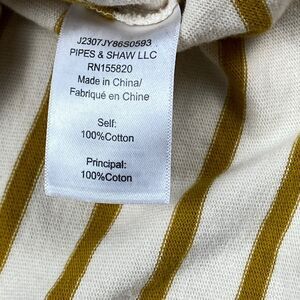 J2307JY86S0593
PIPES & SHAW LLC
RN155820
Made in China/
Fabriqué en Chine
Self:
100%Cotton
Principal:
100%Coton